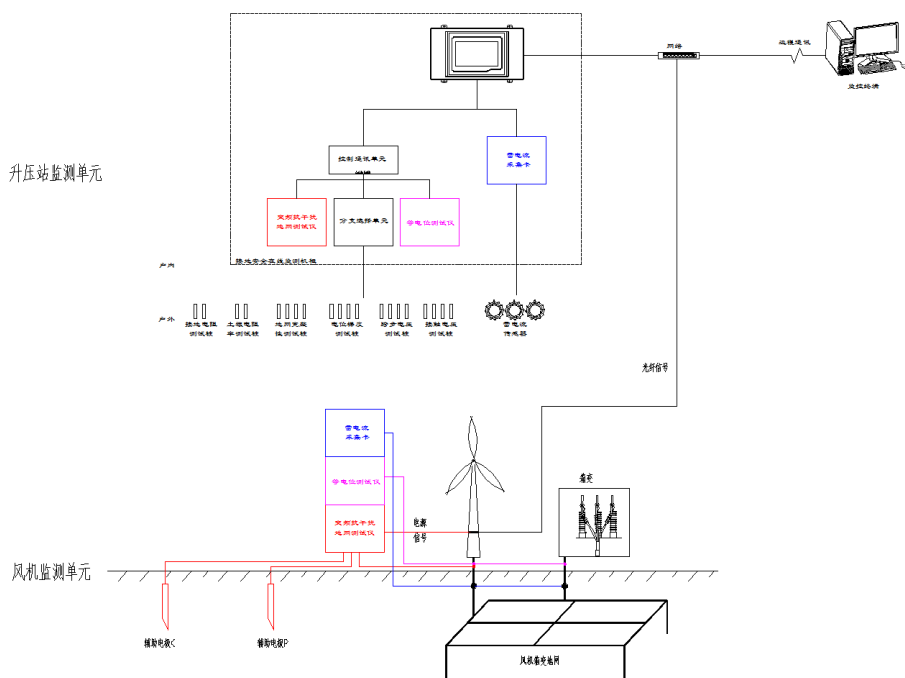 网络
远程通讯
监控终端
控制通讯单元
雷电流
采集卡
升压站监测单元
变频抗干扰
地网测试仪
分支选择单元
等电位测试仪
接地安全在线监测机柜
户内
户外
接地电阻
测试桩
土壤电阻
率测试桩
地网完整
性测试桩
电位梯度
测试桩
跨步电压
测试桩
接触电压
测试桩
雷电流
传感器
光纤信号
雷电流
采集卡
等电位测试仪
变频抗干扰
地网测试仪
电源
信号
箱变
风机监测单元
辅助电极C
辅助电极P
风机箱变地网